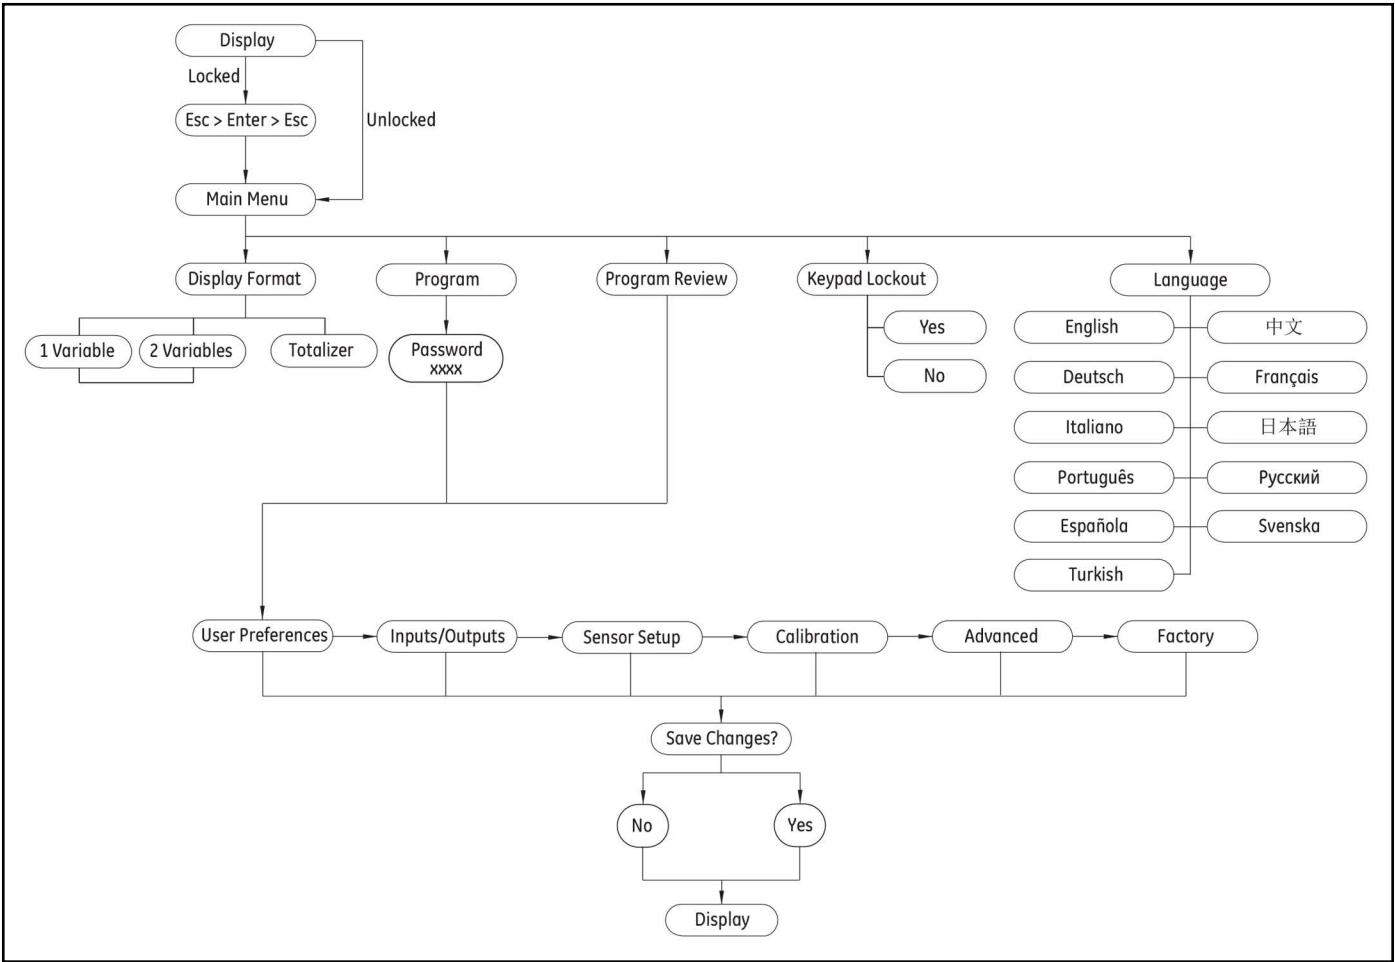 Display
Locked
Esc > Enter > Esc
Unlocked
Main Menu
Display Format
Program
Program Review
Keypad Lockout
Language
1 Variable
2 Variables
Totalizer
Password
XXXX
Yes
No
English
中文
Deutsch
Français
Italiano
日本語
Português
Русский
Española
Svenska
Turkish
User Preferences
Inputs/Outputs
Sensor Setup
Calibration
Advanced
Factory
Save Changes?
No
Yes
Display